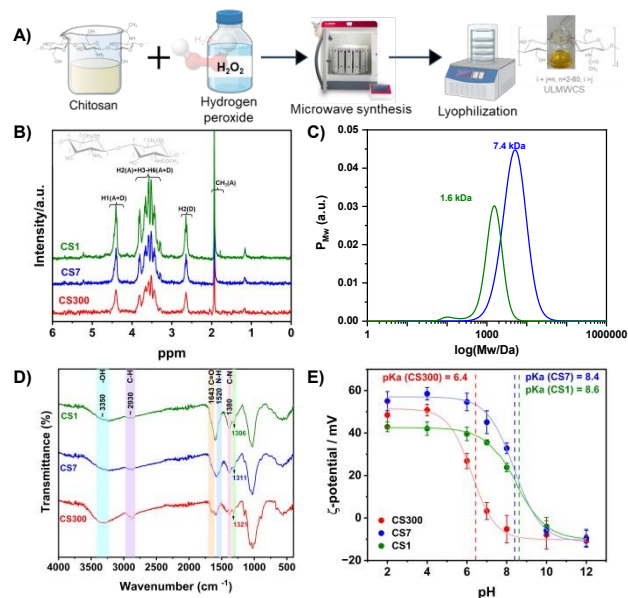 A)
H₂O₂
H₂O₂
Chitosan
Hydrogen
peroxide
Microwave synthesis
Lyophilization
i + j=n, n=2-60, i >j
ULMWCS
B)
H1(A+D)
H2(A)+H3-H6(A+D)
H2(D)
CH₃(A)
CS1
CS7
CS300
Intensity/a.u.
6 5 4 3 2 1 0
ppm
C)
7.4 kDa
1.6 kDa
P_Mw (a.u.)
0.05
0.04
0.03
0.02
0.01
0.00
1000 1000000
log(Mw/Da)
D)
-OH
~ 3350
C-H
~ 2930
1643 C=O
1520 N-H
1380 C-N
CS1
1306
CS7
1311
CS300
1321
Transmittance (%)
4000 3500 3000 2500 2000 1500 1000 500
Wavenumber (cm ⁻¹)
E)
pKa (CS300) = 6.4
pKa (CS7) = 8.4
pKa (CS1) = 8.6
ζ-potential / mV
60
40
20
0
−20
CS300
CS7
CS1
2 4 6 8 10 12
pH